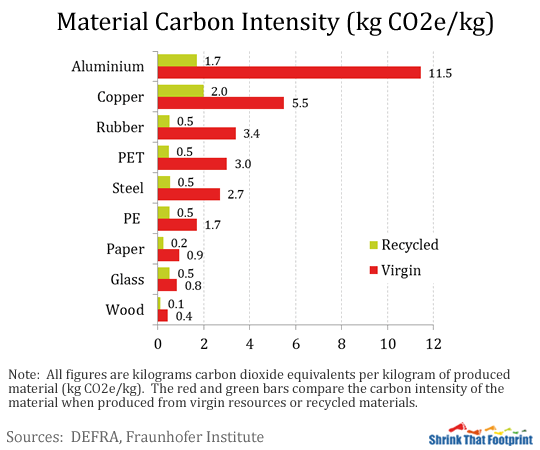 Material Carbon Intensity (kg CO2e/kg)
Aluminium 1.7 11.5
Copper 2.0 5.5
Rubber 0.5 3.4
PET 0.5 3.0
Steel 0.5 2.7
PE 0.5 1.7
Paper 0.2 0.9
Glass 0.5 0.8
Wood 0.1 0.4
Recycled
Virgin
0 2 4 6 8 10 12
Note: All figures are kilograms carbon dioxide equivalents per kilogram of produced
material (kg CO2e/kg). The red and green bars compare the carbon intensity of the
material when produced from virgin resources or recycled materials.
Sources: DEFRA, Fraunhofer Institute
Shrink That Footprint